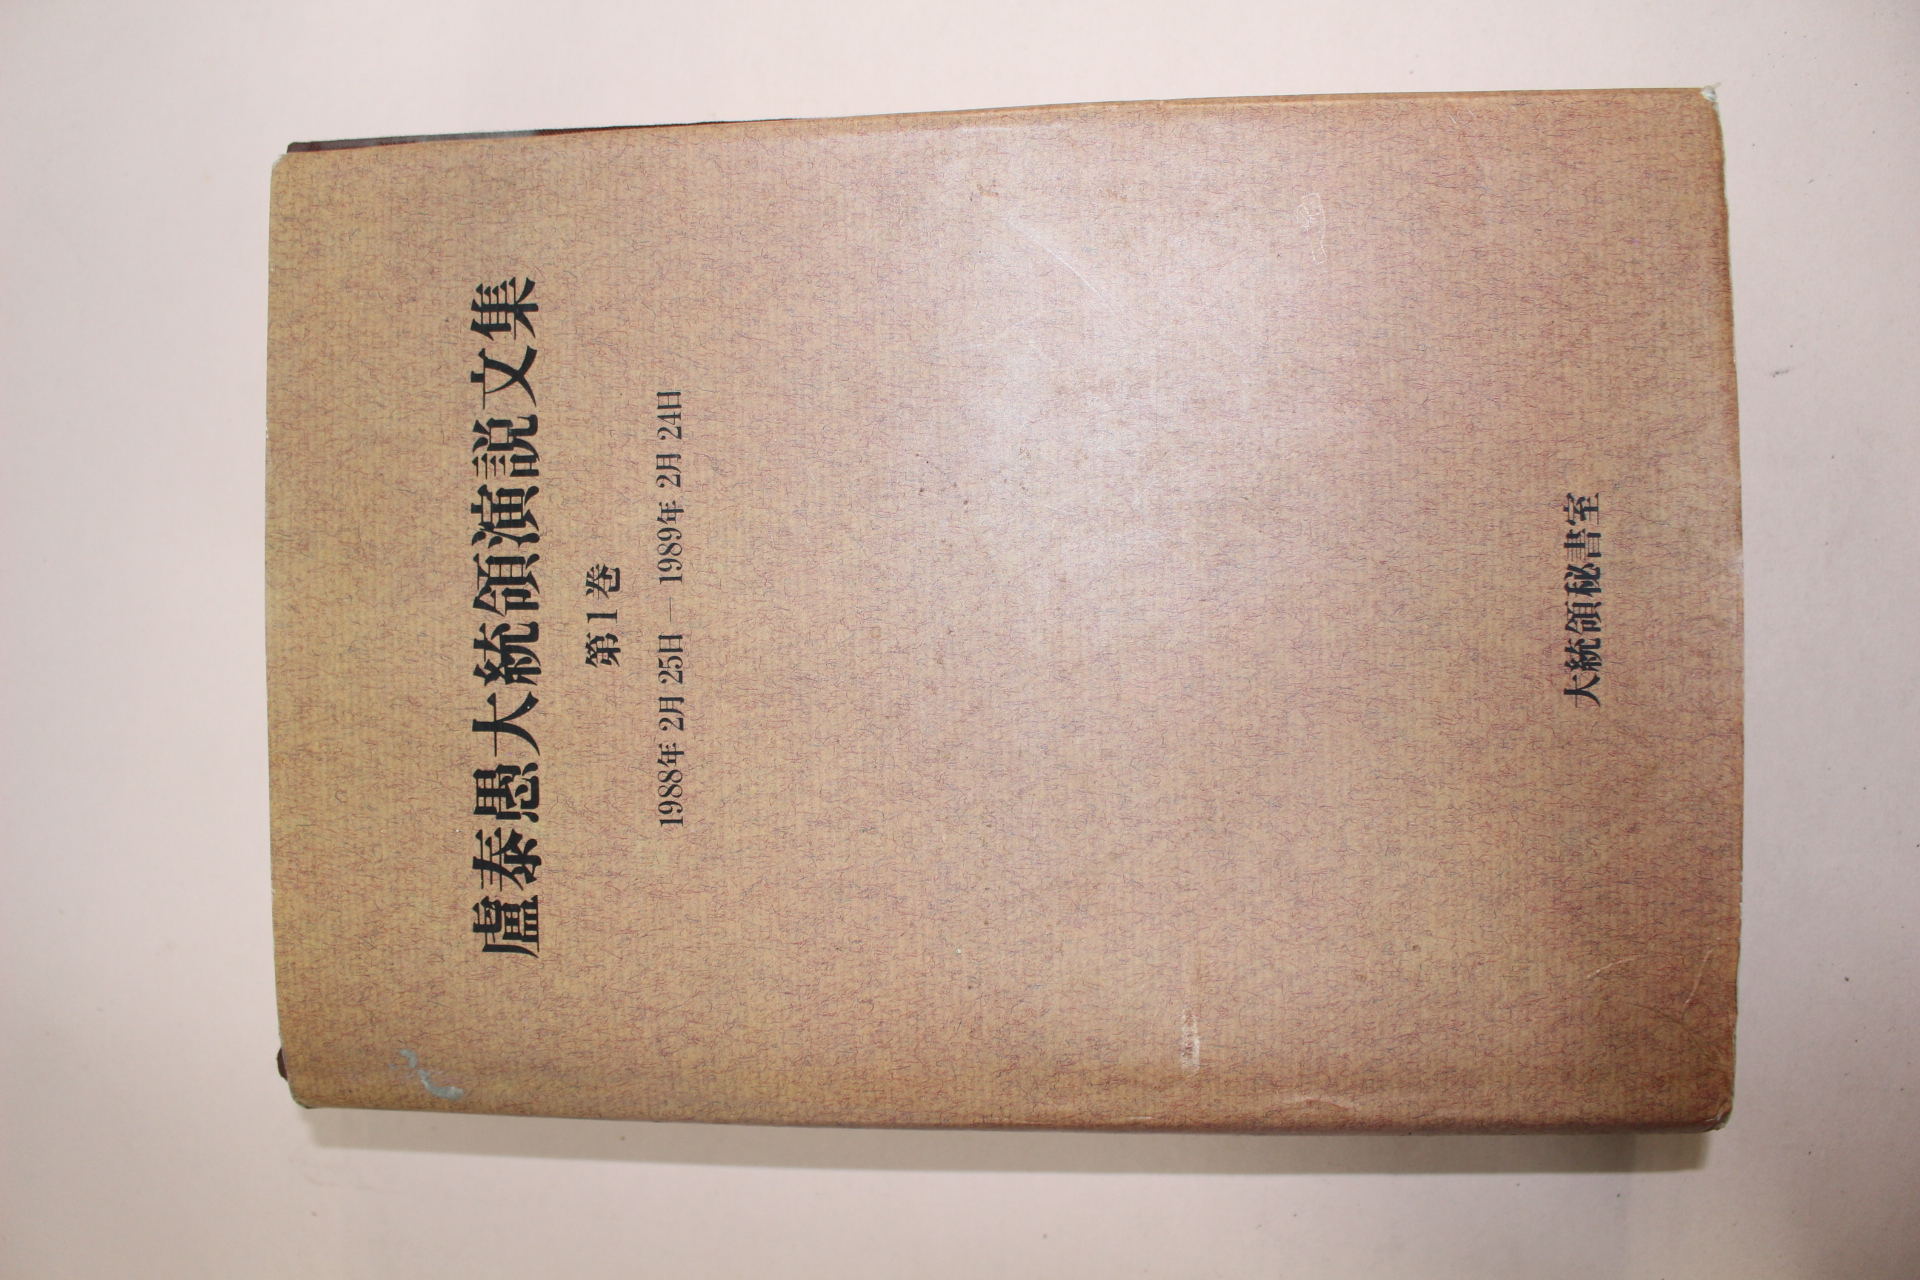 盧泰愚大統領演説文集
第1巻
1988年 2月 25日 ─ 1989年 2月 24日
大統領秘書室